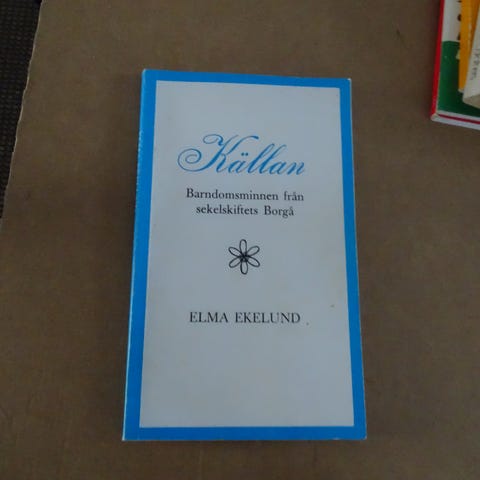 Källan
Barndomsminnen från
sekelskiftets Borgå
ELMA EKELUND